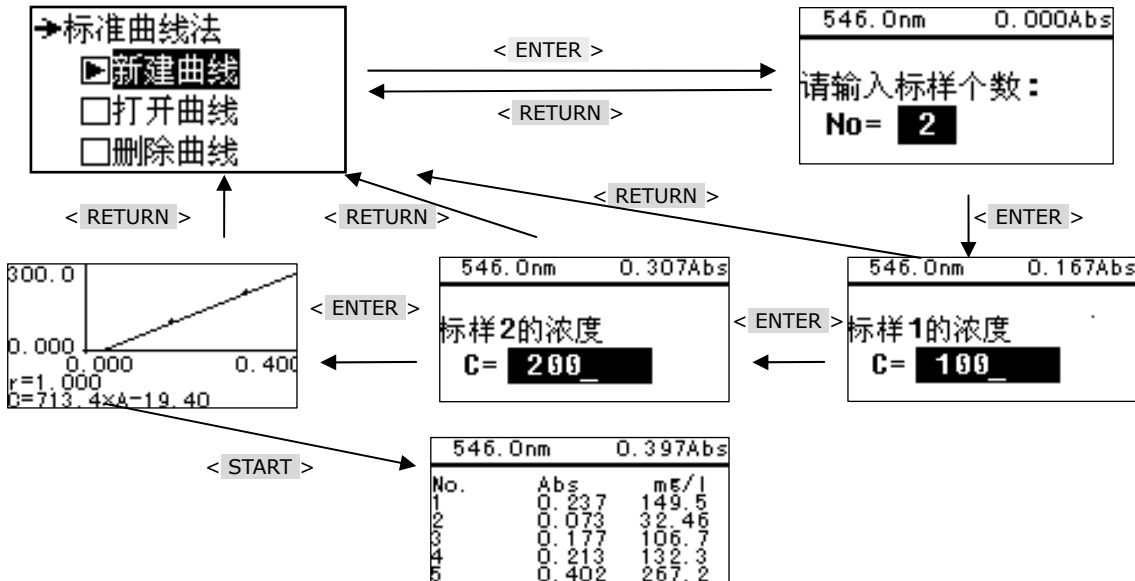 →标准曲线法
新建曲线
打开曲线
删除曲线
< ENTER >
< RETURN >
546.0nm 0.000Abs
请输入标样个数:
No= 2
< RETURN >
< RETURN >
< RETURN >
< ENTER >
300.0
0.000
0.000 0.400
r=1.000
C=713.4×A-19.40
< ENTER >
546.0nm 0.307Abs
标样2的浓度
C= 200_
< ENTER >
546.0nm 0.167Abs
标样1的浓度
C= 100_
< START >
546.0nm 0.397Abs
No. Abs mg/l
1 0.237 149.5
2 0.073 32.46
3 0.177 106.7
4 0.213 132.3
5 0.402 267.2